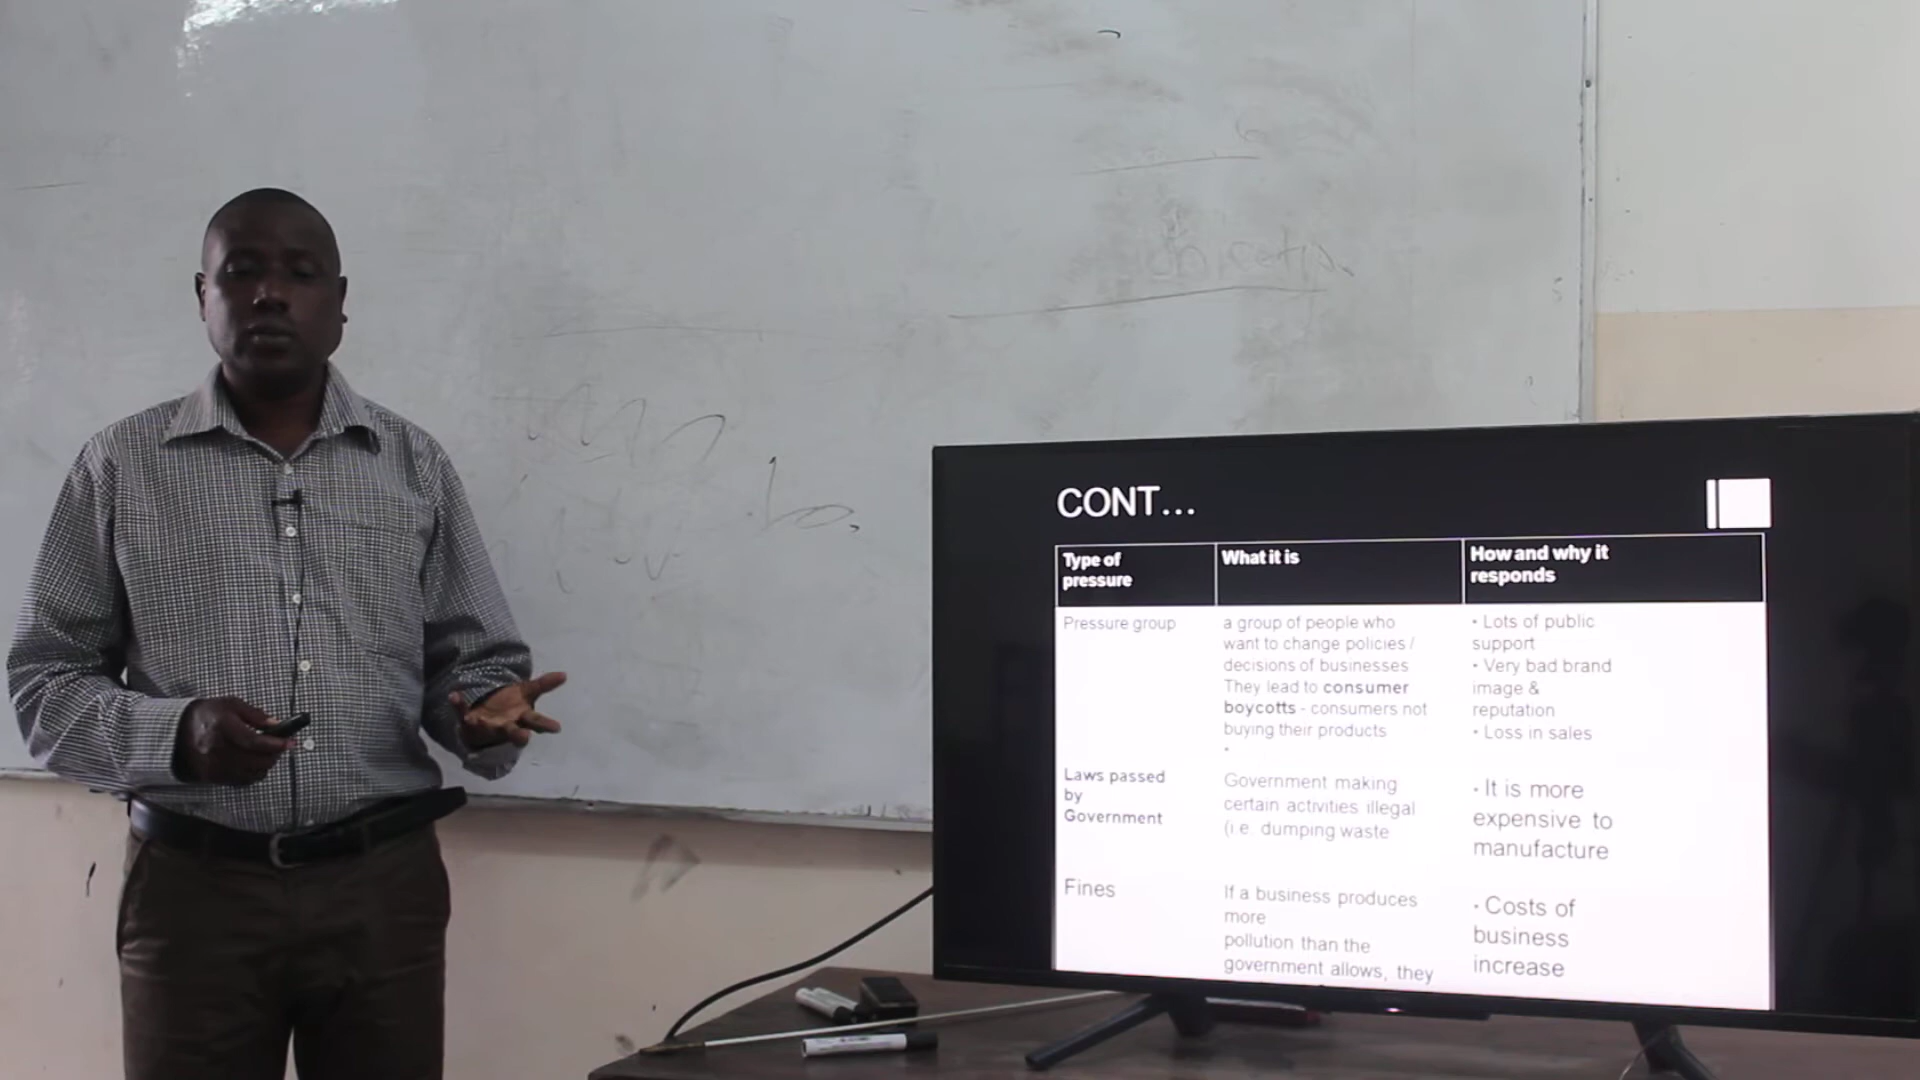 CONT...
Type of
pressure
What it is
How and why it
responds
Pressure group
a group of people who
want to change policies /
decisions of businesses
They lead to consumer
boycotts - consumers not
buying their products
•
• Lots of public
support
• Very bad brand
image &
reputation
• Loss in sales
Laws passed
by
Government
Government making
certain activities illegal
(i e. dumping waste
• It is more
expensive to
manufacture
Fines
If a business produces
more
pollution than the
government allows, they
• Costs of
business
increase